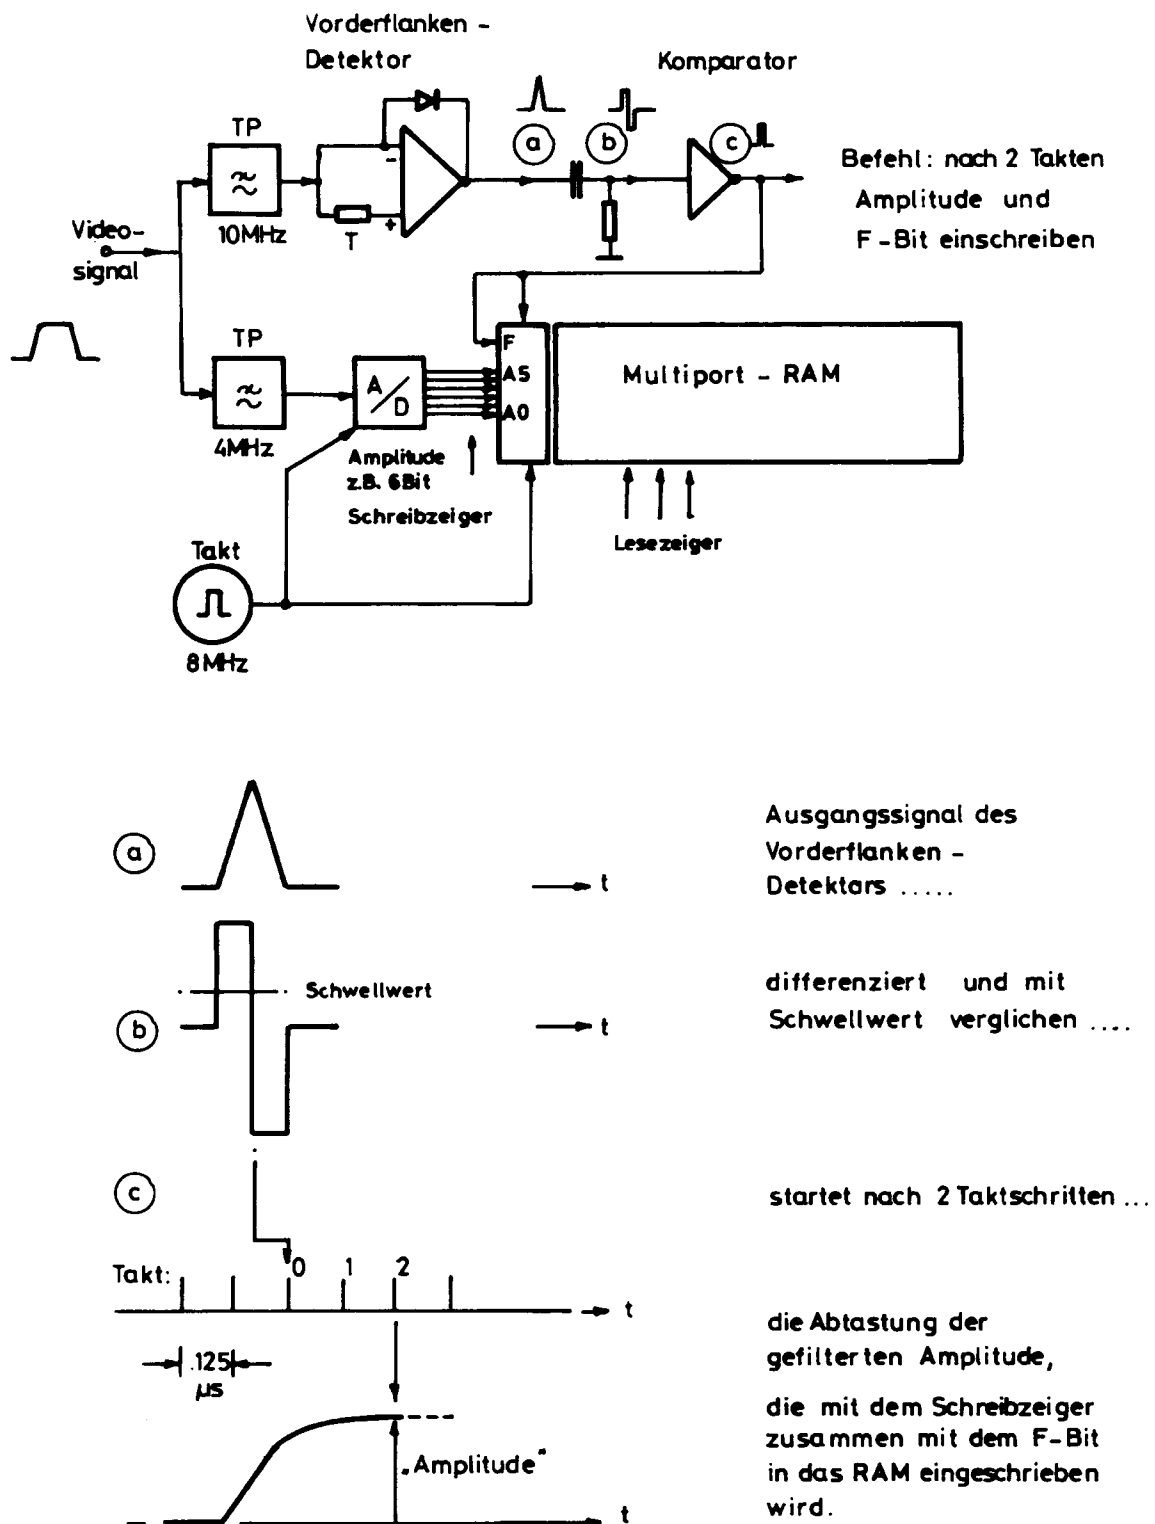 Vorderflanken -
Detektor
Komparator
TP
a
b
c
-
+
T
10MHz
Befehl: nach 2 Takten
Amplitude und
F-Bit einschreiben
Video-
signal
TP
4MHz
A/D
F
A5
A0
Multiport - RAM
Amplitude
z.B. 6Bit
Schreibzeiger
Lesezeiger
Takt
8MHz
a
t
Ausgangssignal des
Vorderflanken -
Detektars .....
Schwellwert
b
t
differenziert und mit
Schwellwert verglichen ....
c
startet nach 2 Taktschritten ...
Takt:
0 1 2
t
.125
µs
die Abtastung der
gefilterten Amplitude,
„Amplitude"
t
die mit dem Schreibzeiger
zusammen mit dem F-Bit
in das RAM eingeschrieben
wird.